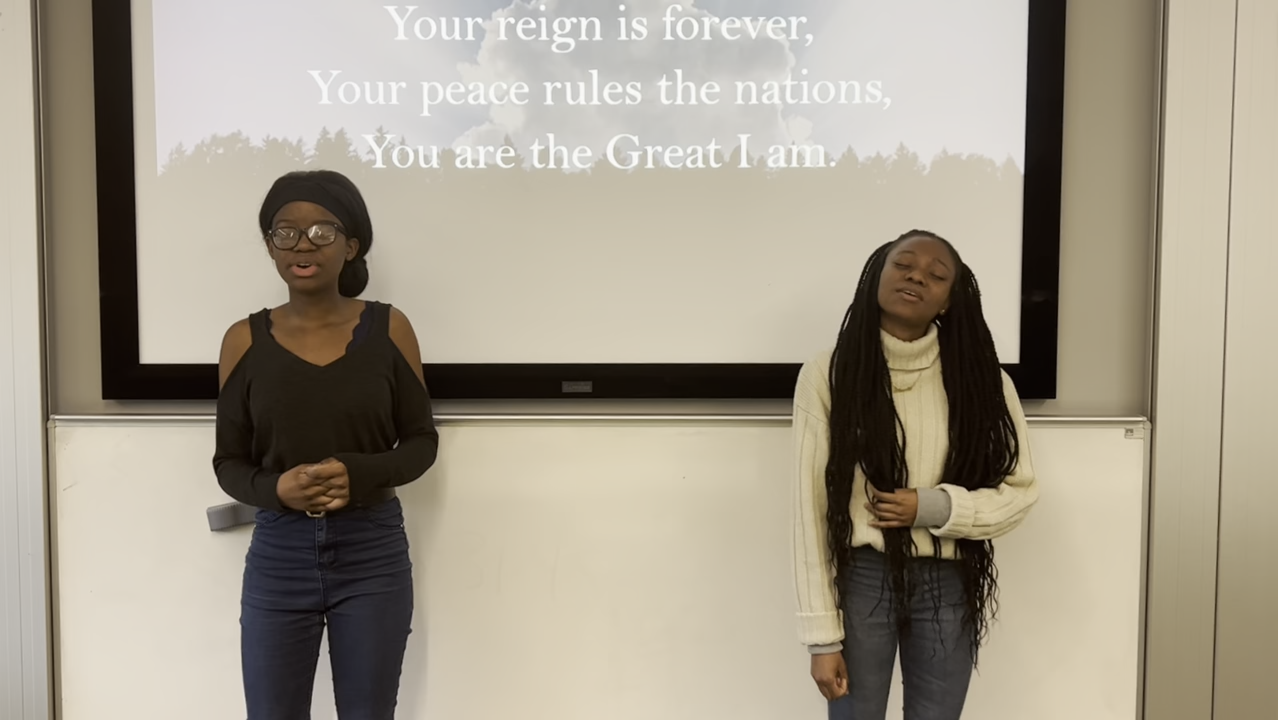 Your reign is forever,
Your peace rules the nations,
You are the Great I am.